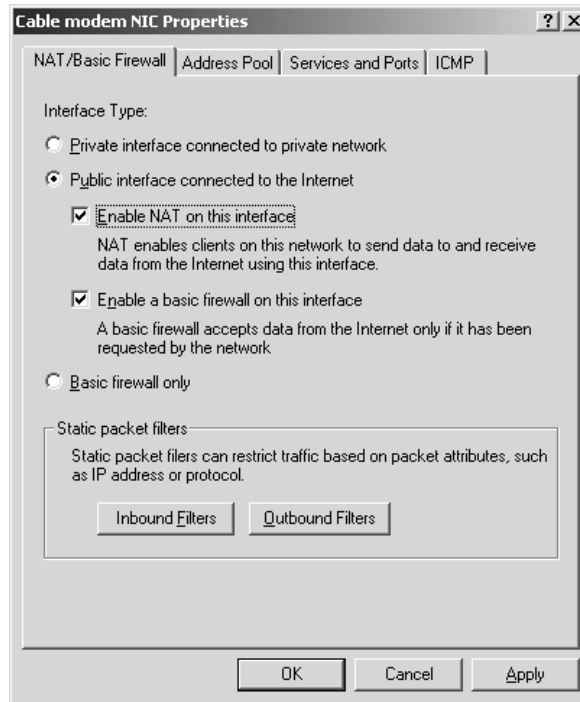 Cable modem NIC Properties
NAT/Basic Firewall Address Pool Services and Ports ICMP
Interface Type:
Private interface connected to private network
Public interface connected to the Internet
Enable NAT on this interface
NAT enables clients on this network to send data to and receive
data from the Internet using this interface.
Enable a basic firewall on this interface
A basic firewall accepts data from the Internet only if it has been
requested by the network
Basic firewall only
Static packet filters
Static packet filers can restrict traffic based on packet attributes, such
as IP address or protocol.
Inbound Filters Outbound Filters
OK Cancel Apply